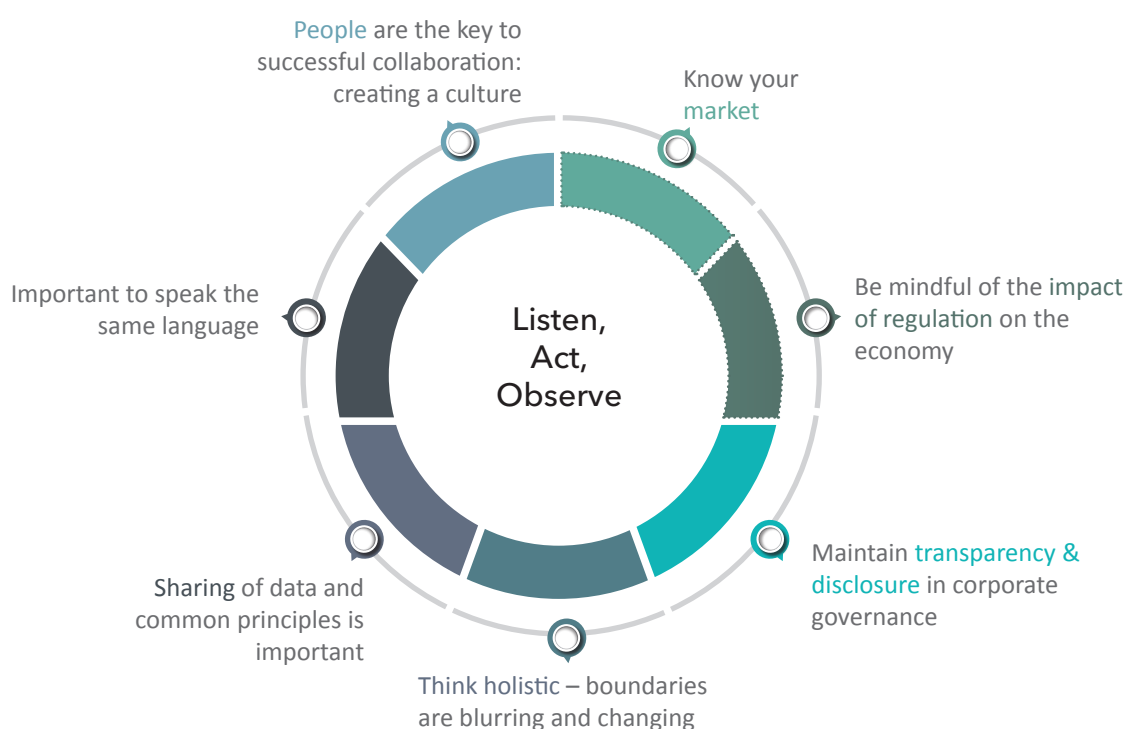 People are the key to
successful collaboration:
creating a culture
Know your
market
Be mindful of the impact
of regulation on the
economy
Maintain transparency &
disclosure in corporate
governance
Think holistic – boundaries
are blurring and changing
Sharing of data and
common principles is
important
Important to speak the
same language
Listen,
Act,
Observe